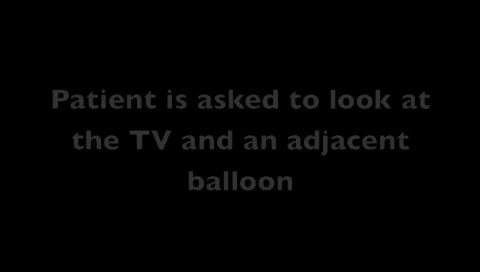 Patient is asked to look at
the TV and an adjacent
balloon